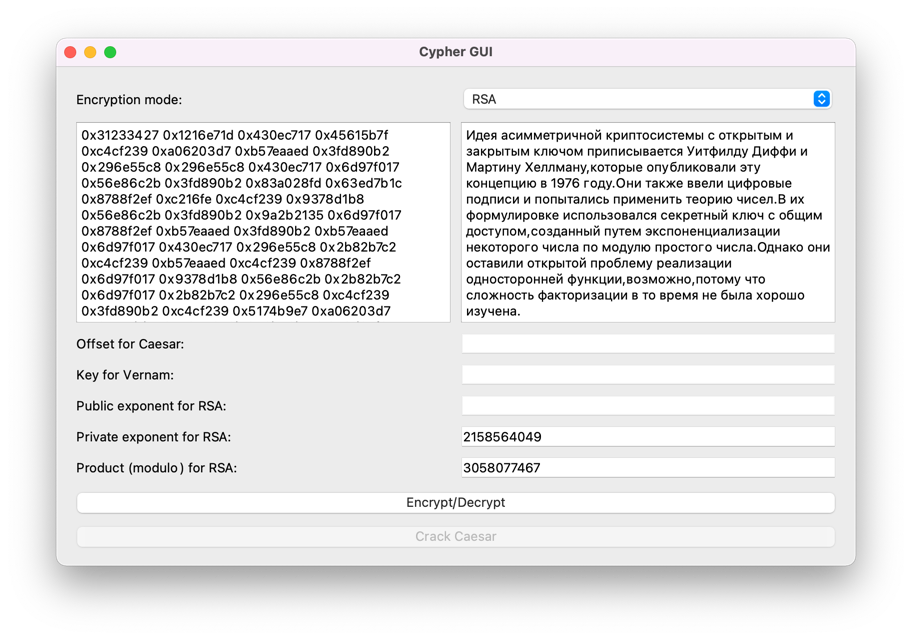 Cypher GUI
Encryption mode:
RSA
0x31233427 0x1216e71d 0x430ec717 0x45615b7f
0xc4cf239 0xa06203d7 0xb57eaaed 0x3fd890b2
0x296e55c8 0x296e55c8 0x430ec717 0x6d97f017
0x56e86c2b 0x3fd890b2 0x83a028fd 0x63ed7b1c
0x8788f2ef 0xc216fe 0xc4cf239 0x9378d1b8
0x56e86c2b 0x3fd890b2 0x9a2b2135 0x6d97f017
0x8788f2ef 0xb57eaaed 0x3fd890b2 0xb57eaaed
0x6d97f017 0x430ec717 0x296e55c8 0x2b82b7c2
0xc4cf239 0xb57eaaed 0xc4cf239 0x8788f2ef
0x6d97f017 0x9378d1b8 0x56e86c2b 0x2b82b7c2
0x6d97f017 0x2b82b7c2 0x296e55c8 0xc4cf239
0x3fd890b2 0xc4cf239 0x5174b9e7 0xa06203d7
Идея асимметричной криптосистемы с открытым и
закрытым ключом приписывается Уитфилду Диффи и
Мартину Хеллману,которые опубликовали эту
концепцию в 1976 году.Они также ввели цифровые
подписи и попытались применить теорию чисел.В их
формулировке использовался секретный ключ с общим
доступом,созданный путем экспоненциализации
некоторого числа по модулю простого числа.Однако они
оставили открытой проблему реализации
односторонней функции,возможно,потому что
сложность факторизации в то время не была хорошо
изучена.
Offset for Caesar:
Key for Vernam:
Public exponent for RSA:
Private exponent for RSA:
2158564049
Product (modulo) for RSA:
3058077467
Encrypt/Decrypt
Crack Caesar